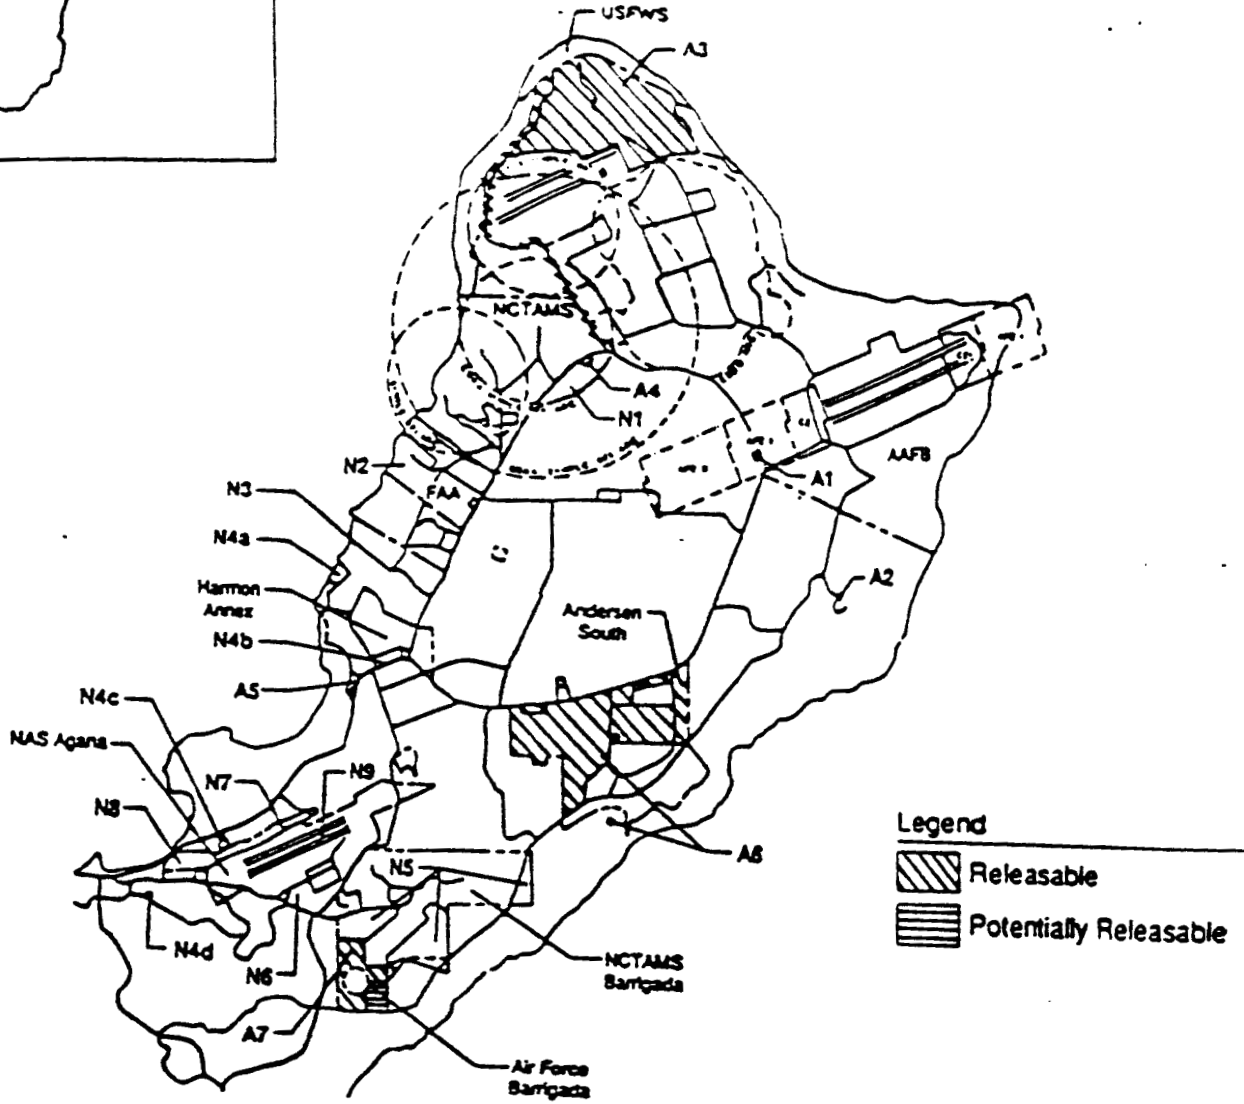 USFWS
A3
NCTAMS
A4
N1
N2
FAA
AAFB
A1
N3
N4a
A2
Harmon
Annex
Andersen
South
N4b
A5
N4c
NAS Agana
N7
N9
N8
Legend
A6
N5
Releasable
Potentially Releasable
N4d
N6
NCTAMS
Barrigada
A7
Air Force
Barrigada